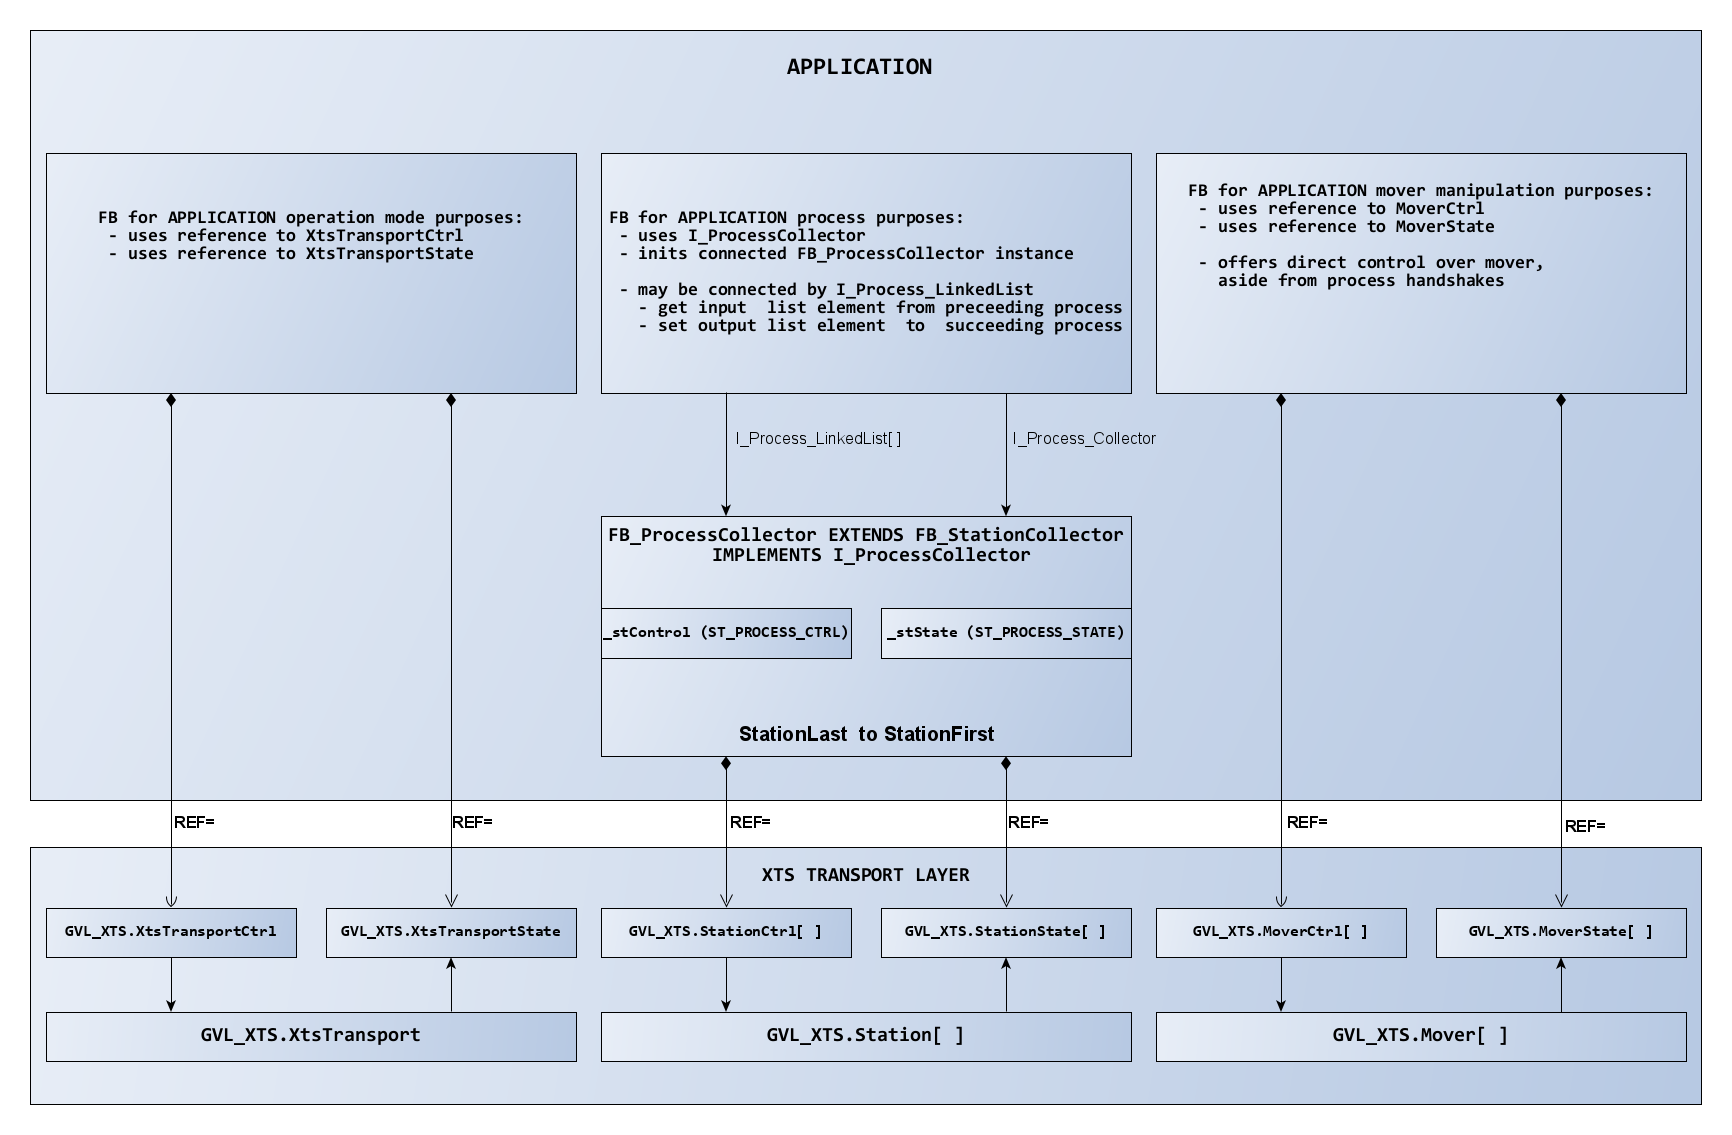 APPLICATION
FB for APPLICATION operation mode purposes:
- uses reference to XtsTransportCtrl
- uses reference to XtsTransportState
FB for APPLICATION process purposes:
- uses I_ProcessCollector
- inits connected FB_ProcessCollector instance
- may be connected by I_Process_LinkedList
- get input  list element from preceeding process
- set output list element  to  succeeding process
FB for APPLICATION mover manipulation purposes:
- uses reference to MoverCtrl
- uses reference to MoverState
- offers direct control over mover,
aside from process handshakes
I_Process_LinkedList[ ]
I_Process_Collector
FB_ProcessCollector EXTENDS FB_StationCollector
IMPLEMENTS I_ProcessCollector
_stControl (ST_PROCESS_CTRL)
_stState (ST_PROCESS_STATE)
StationLast  to StationFirst
REF=
REF=
REF=
REF=
REF=
REF=
XTS TRANSPORT LAYER
GVL_XTS.XtsTransportCtrl
GVL_XTS.XtsTransportState
GVL_XTS.StationCtrl[ ]
GVL_XTS.StationState[ ]
GVL_XTS.MoverCtrl[ ]
GVL_XTS.MoverState[ ]
GVL_XTS.XtsTransport
GVL_XTS.Station[ ]
GVL_XTS.Mover[ ]